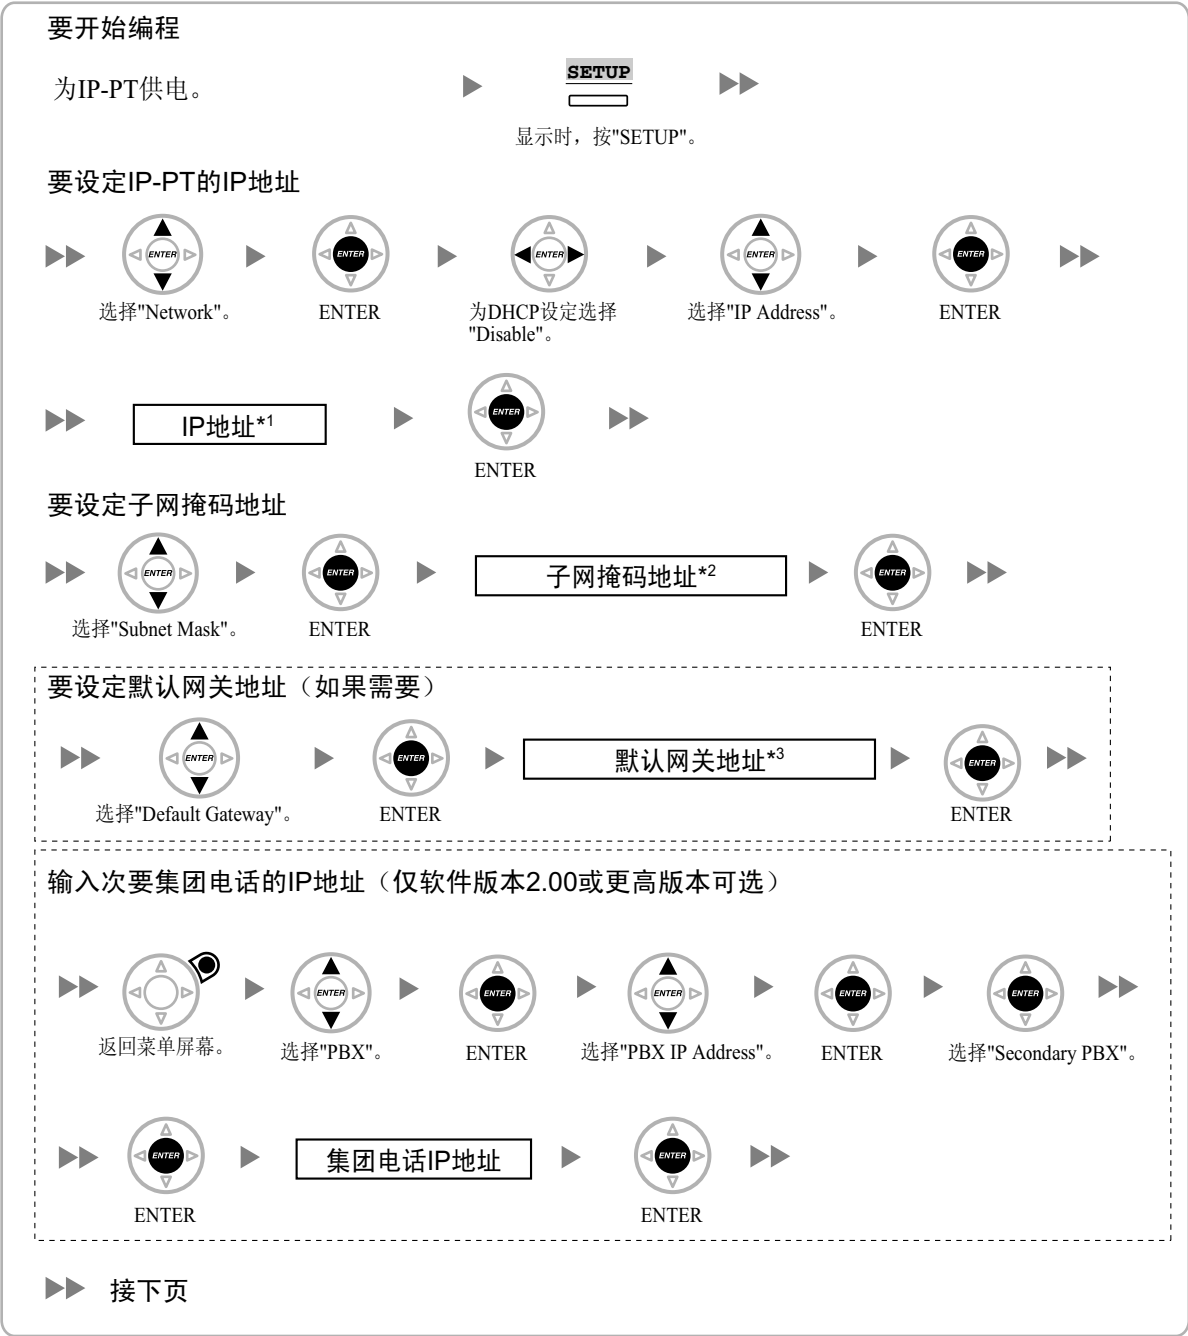 要开始编程
为IP-PT供电。
SETUP
显示时，按"SETUP"。
要设定IP-PT的IP地址
ENTER ENTER ENTER ENTER ENTER
选择"Network"。 ENTER 为DHCP设定选择 选择"IP Address"。 ENTER
"Disable"。
IP地址*1 ENTER
ENTER
要设定子网掩码地址
ENTER ENTER 子网掩码地址*2 ENTER
选择"Subnet Mask"。 ENTER ENTER
要设定默认网关地址（如果需要）
ENTER ENTER 默认网关地址*3 ENTER
选择"Default Gateway"。 ENTER ENTER
输入次要集团电话的IP地址（仅软件版本2.00或更高版本可选）
ENTER ENTER ENTER ENTER ENTER
返回菜单屏幕。 选择"PBX"。 ENTER 选择"PBX IP Address"。 ENTER 选择"Secondary PBX"。
ENTER 集团电话IP地址 ENTER
ENTER ENTER
接下页